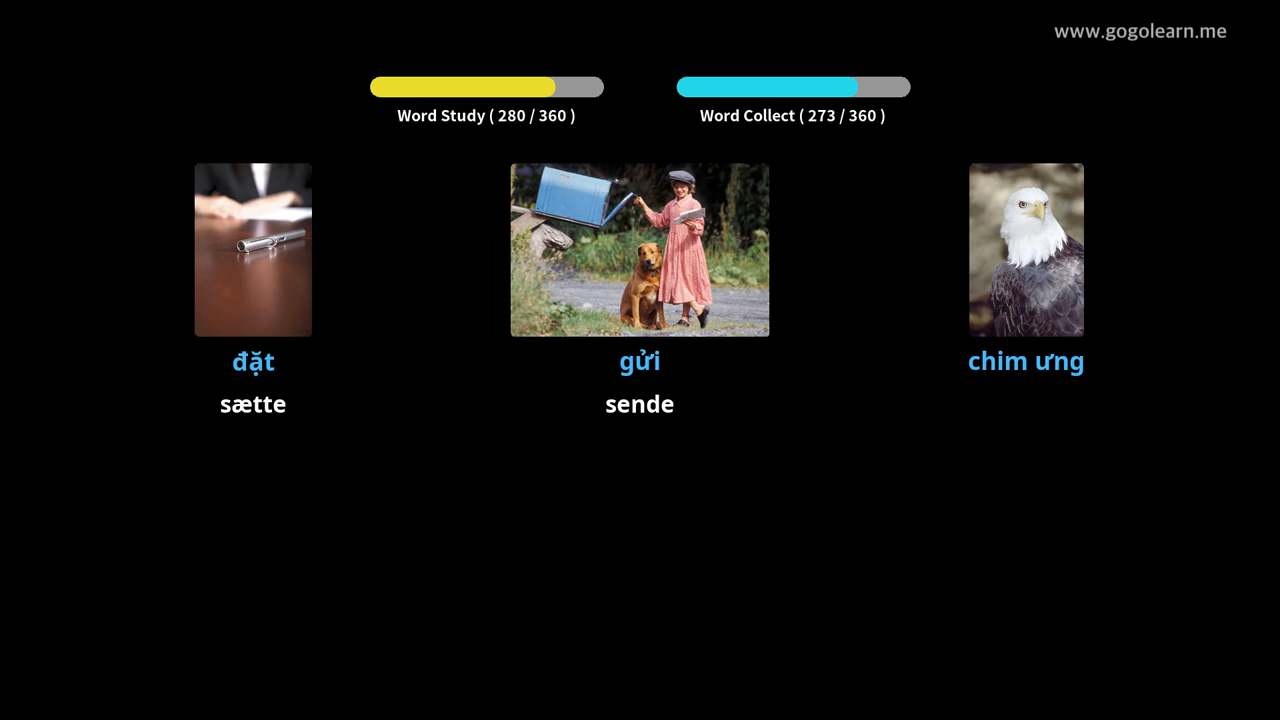 www.gogolearn.me
Word Study ( 280 / 360 )
Word Collect ( 273 / 360 )
đặt
gửi
chim ưng
sætte
sende